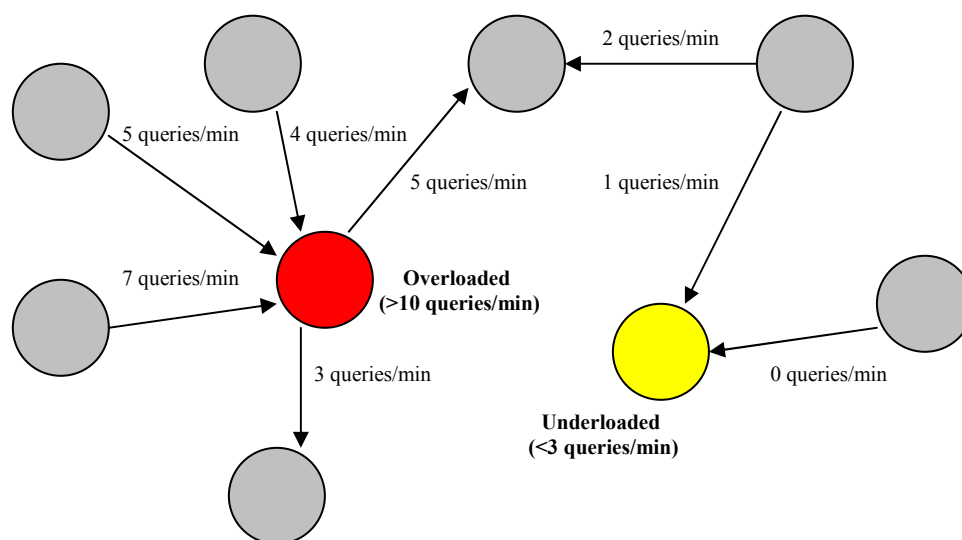 2 queries/min
5 queries/min
4 queries/min
5 queries/min
1 queries/min
7 queries/min
Overloaded
(>10 queries/min)
3 queries/min
0 queries/min
Underloaded
(<3 queries/min)